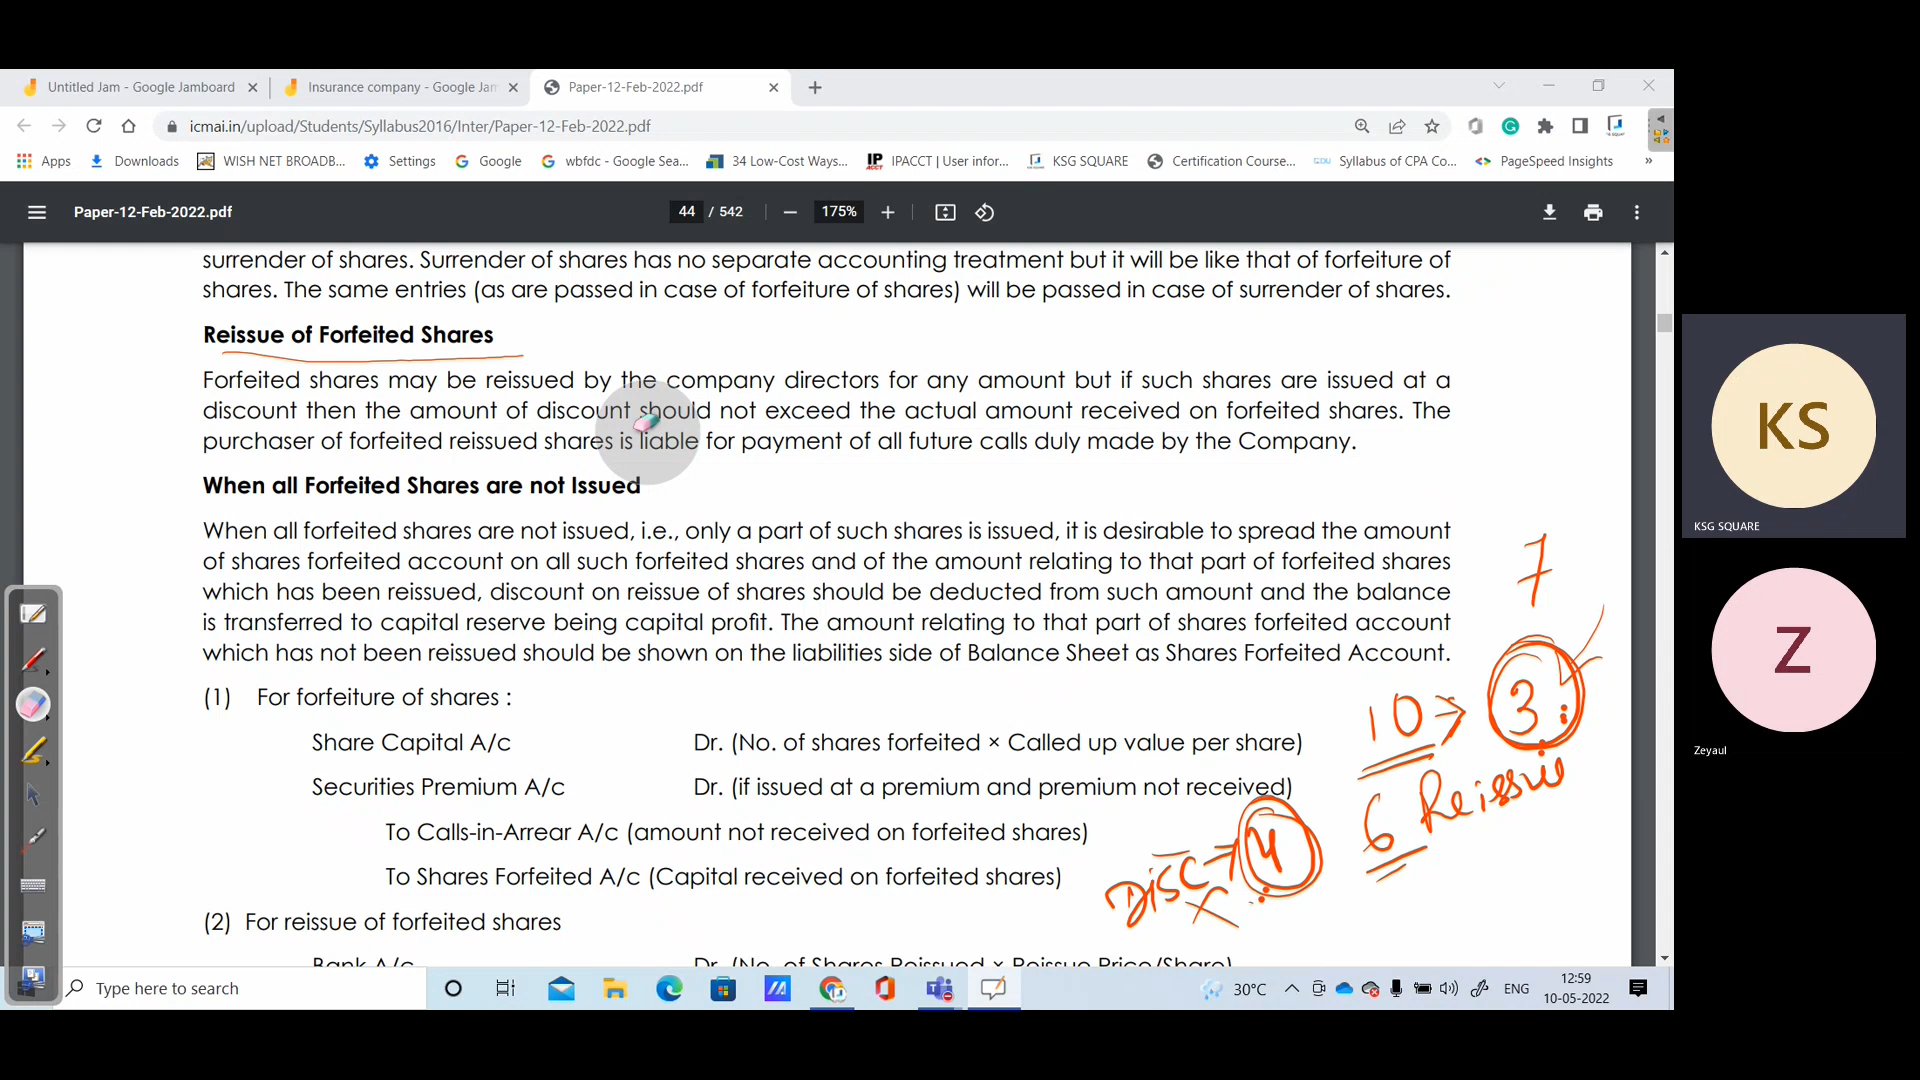 Untitled Jam - Google Jamboard
Insurance company - Google Jam
Paper-12-Feb-2022.pdf
icmai.in/upload/Students/Syllabus2016/Inter/Paper-12-Feb-2022.pdf
Apps Downloads WISH NET BROADB... Settings Google wbfdc - Google Sea... 34 Low-Cost Ways... IPACCT | User infor... KSG SQUARE Certification Course... Syllabus of CPA Co... PageSpeed Insights »
Paper-12-Feb-2022.pdf 44 / 542 175%
surrender of shares. Surrender of shares has no separate accounting treatment but it will be like that of forfeiture of
shares. The same entries (as are passed in case of forfeiture of shares) will be passed in case of surrender of shares.
Reissue of Forfeited Shares
Forfeited shares may be reissued by the company directors for any amount but if such shares are issued at a
discount then the amount of discount should not exceed the actual amount received on forfeited shares. The
purchaser of forfeited reissued shares is liable for payment of all future calls duly made by the Company.
When all Forfeited Shares are not Issued
When all forfeited shares are not issued, i.e., only a part of such shares is issued, it is desirable to spread the amount
of shares forfeited account on all such forfeited shares and of the amount relating to that part of forfeited shares
which has been reissued, discount on reissue of shares should be deducted from such amount and the balance
is transferred to capital reserve being capital profit. The amount relating to that part of shares forfeited account
which has not been reissued should be shown on the liabilities side of Balance Sheet as Shares Forfeited Account.
(1) For forfeiture of shares :
Share Capital A/c Dr. (No. of shares forfeited × Called up value per share)
Securities Premium A/c Dr. (if issued at a premium and premium not received)
To Calls-in-Arrear A/c (amount not received on forfeited shares)
To Shares Forfeited A/c (Capital received on forfeited shares)
(2) For reissue of forfeited shares
Bank A/c Dr. (No. of Shares Reissued × Reissue Price/Share)
7
10 → 3
6 Reissue
Disc → 4
KS
KSG SQUARE
Z
Zeyaul
Type here to search
30°C
ENG
12:59
10-05-2022